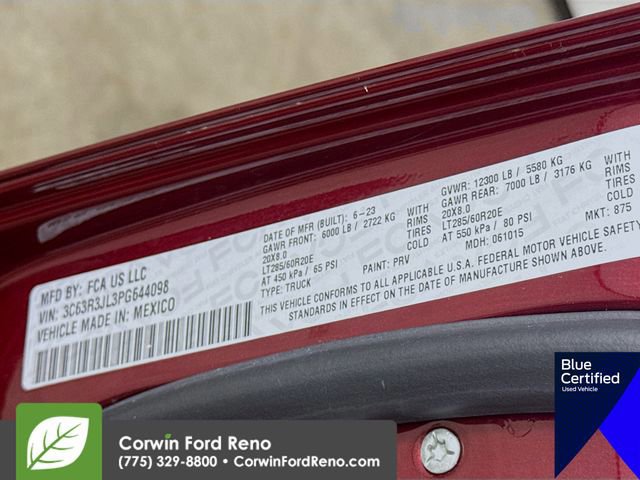 MFD BY: FCA US LLC
VIN: 3C63R3JL3PG644098
VEHICLE MADE IN: MEXICO
DATE OF MFR (BUILT): 6-23
GAWR FRONT: 6000 LB / 2722 KG WITH
20X8.0 RIMS
LT285/60R20E TIRES
AT 450 kPa / 65 PSI COLD
TYPE: TRUCK
PAINT: PRV
GVWR: 12300 LB / 5580 KG
GAWR REAR: 7000 LB / 3176 KG WITH
20X8.0 RIMS
LT285/60R20E TIRES
AT 550 kPa / 80 PSI COLD
MDH: 061015
MKT: 875
THIS VEHICLE CONFORMS TO ALL APPLICABLE U.S.A. FEDERAL MOTOR VEHICLE SAFETY
STANDARDS IN EFFECT ON THE DATE OF MANUFACTURE SHOWN ABOVE.
Blue
Certified
Used Vehicle
Corwin Ford Reno
(775) 329-8800 • CorwinFordReno.com